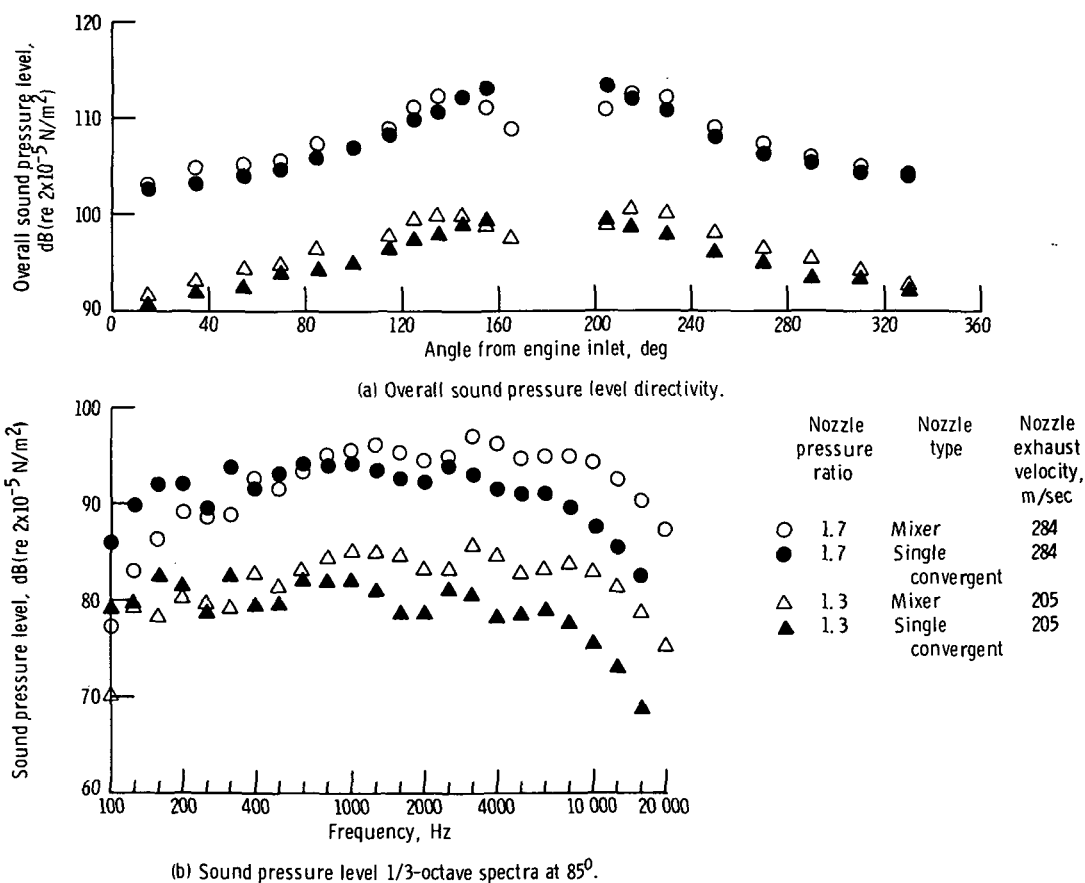 Overall sound pressure level,
dB(re 2x10⁻⁵ N/m²)
120
110
100
90
0 40 80 120 160 200 240 280 320 360
Angle from engine inlet, deg
(a) Overall sound pressure level directivity.
Sound pressure level, dB(re 2x10⁻⁵ N/m²)
100
90
80
70
60
100 200 400 1000 2000 4000 10 000 20 000
Frequency, Hz
(b) Sound pressure level 1/3-octave spectra at 85⁰.
Nozzle pressure ratio
Nozzle type
Nozzle exhaust velocity, m/sec
○ 1.7 Mixer 284
● 1.7 Single convergent 284
△ 1.3 Mixer 205
▲ 1.3 Single convergent 205